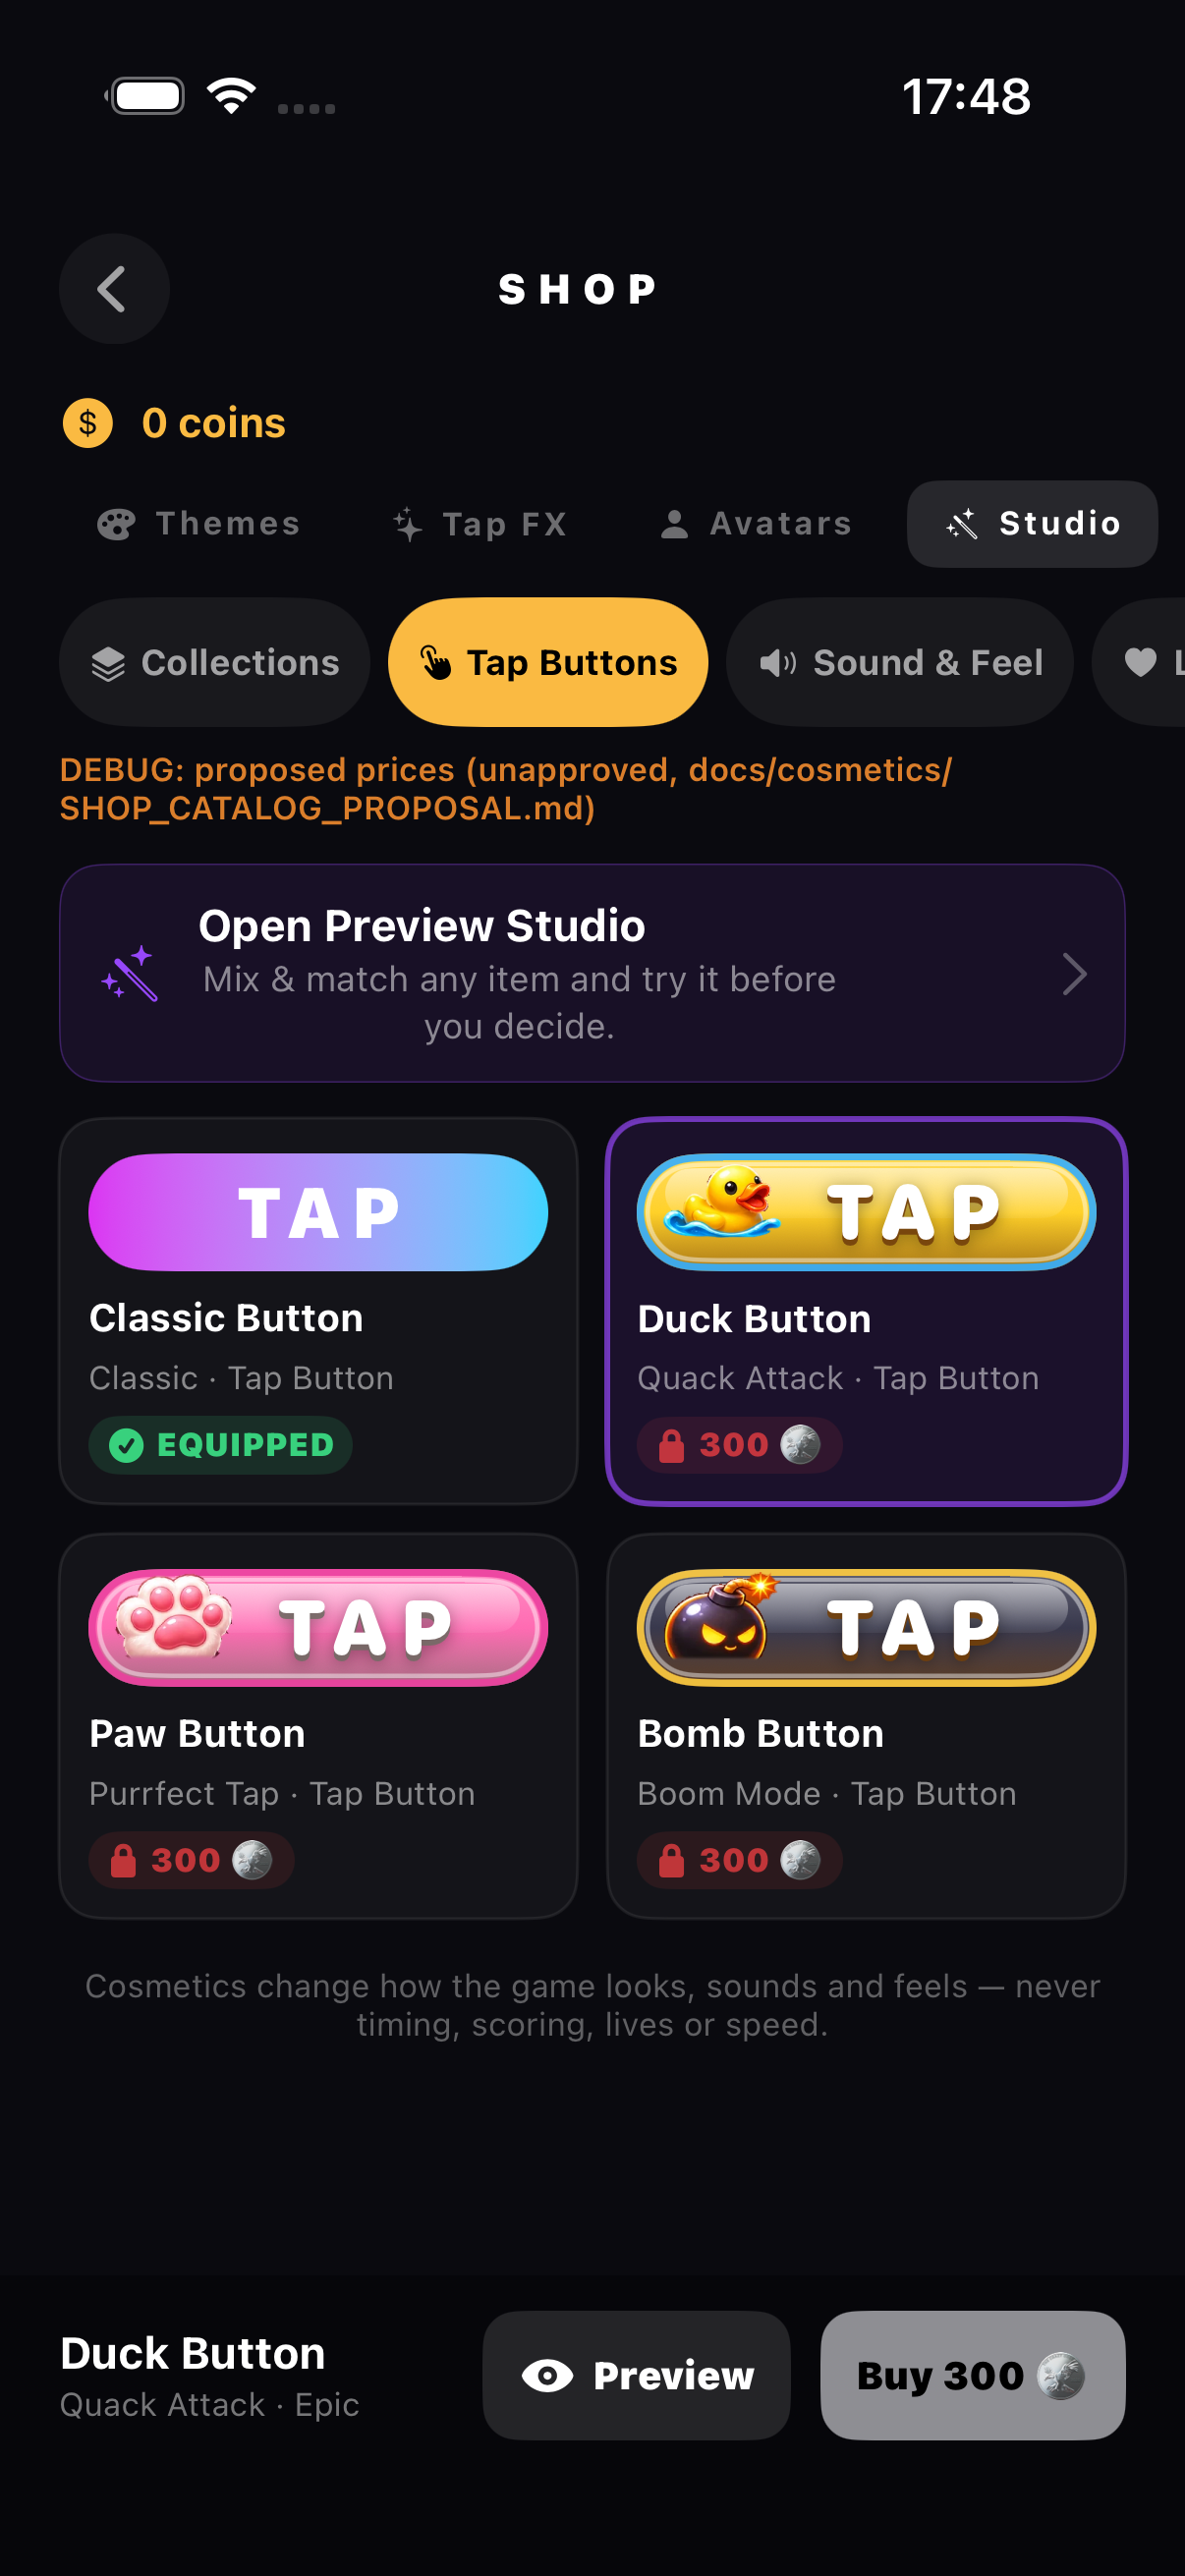 17:48
SHOP
$ 0 coins
Themes
Tap FX
Avatars
Studio
Collections
Tap Buttons
Sound & Feel
DEBUG: proposed prices (unapproved, docs/cosmetics/
SHOP_CATALOG_PROPOSAL.md)
Open Preview Studio
Mix & match any item and try it before
you decide.
TAP
Classic Button
Classic · Tap Button
EQUIPPED
TAP
Duck Button
Quack Attack · Tap Button
300
TAP
Paw Button
Purrfect Tap · Tap Button
300
TAP
Bomb Button
Boom Mode · Tap Button
300
Cosmetics change how the game looks, sounds and feels — never
timing, scoring, lives or speed.
Duck Button
Quack Attack · Epic
Preview
Buy 300